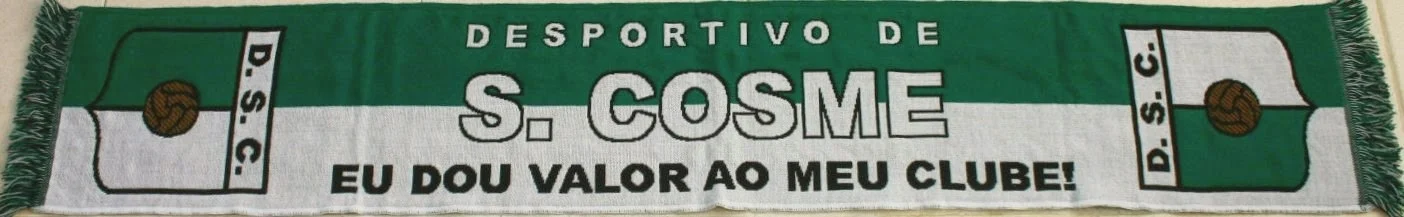 D.S.C.
DESPORTIVO DE
S. COSME
EU DOU VALOR AO MEU CLUBE!
D.S.C.